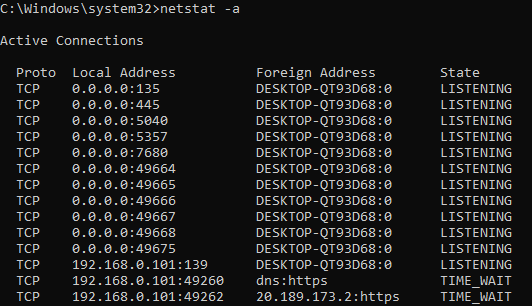 C:\Windows\system32>netstat -a
Active Connections
Proto Local Address Foreign Address State
TCP 0.0.0.0:135 DESKTOP-QT93D68:0 LISTENING
TCP 0.0.0.0:445 DESKTOP-QT93D68:0 LISTENING
TCP 0.0.0.0:5040 DESKTOP-QT93D68:0 LISTENING
TCP 0.0.0.0:5357 DESKTOP-QT93D68:0 LISTENING
TCP 0.0.0.0:7680 DESKTOP-QT93D68:0 LISTENING
TCP 0.0.0.0:49664 DESKTOP-QT93D68:0 LISTENING
TCP 0.0.0.0:49665 DESKTOP-QT93D68:0 LISTENING
TCP 0.0.0.0:49666 DESKTOP-QT93D68:0 LISTENING
TCP 0.0.0.0:49667 DESKTOP-QT93D68:0 LISTENING
TCP 0.0.0.0:49668 DESKTOP-QT93D68:0 LISTENING
TCP 0.0.0.0:49675 DESKTOP-QT93D68:0 LISTENING
TCP 192.168.0.101:139 DESKTOP-QT93D68:0 LISTENING
TCP 192.168.0.101:49260 dns:https TIME_WAIT
TCP 192.168.0.101:49262 20.189.173.2:https TIME_WAIT